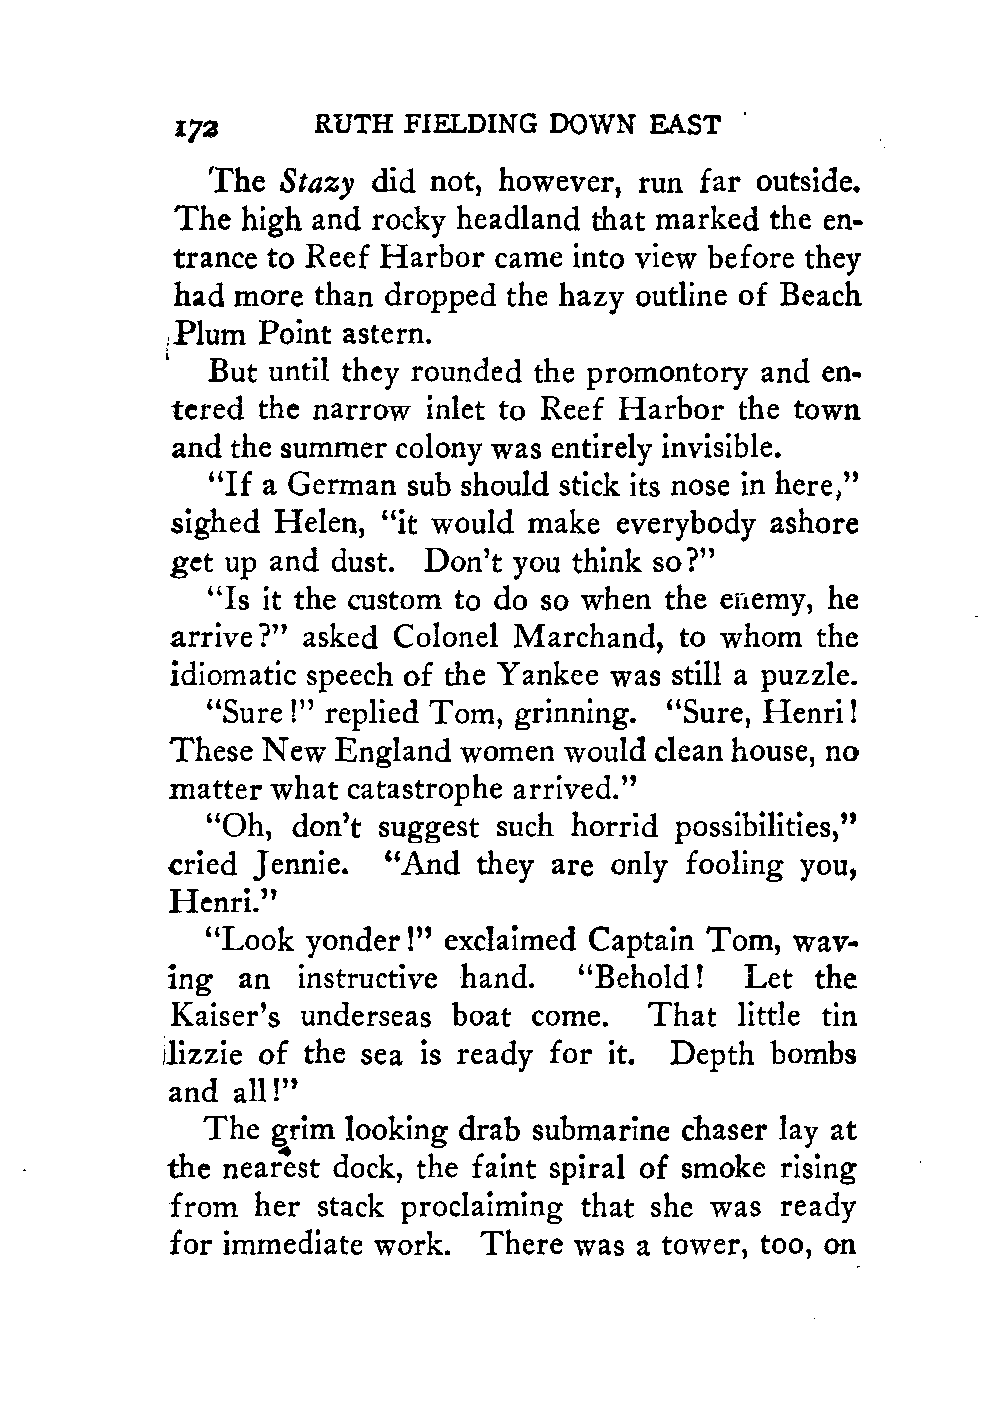 172 RUTH FIELDING DOWN EAST
The Stazy did not, however, run far outside.
The high and rocky headland that marked the en-
trance to Reef Harbor came into view before they
had more than dropped the hazy outline of Beach
Plum Point astern.
But until they rounded the promontory and en-
tered the narrow inlet to Reef Harbor the town
and the summer colony was entirely invisible.
“If a German sub should stick its nose in here,”
sighed Helen, “it would make everybody ashore
get up and dust. Don’t you think so?”
“Is it the custom to do so when the enemy, he
arrive?” asked Colonel Marchand, to whom the
idiomatic speech of the Yankee was still a puzzle.
“Sure!” replied Tom, grinning. “Sure, Henri!
These New England women would clean house, no
matter what catastrophe arrived.”
“Oh, don’t suggest such horrid possibilities,”
cried Jennie. “And they are only fooling you,
Henri.”
“Look yonder!” exclaimed Captain Tom, wav-
ing an instructive hand. “Behold! Let the
Kaiser’s underseas boat come. That little tin
lizzie of the sea is ready for it. Depth bombs
and all!”
The grim looking drab submarine chaser lay at
the nearest dock, the faint spiral of smoke rising
from her stack proclaiming that she was ready
for immediate work. There was a tower, too, on